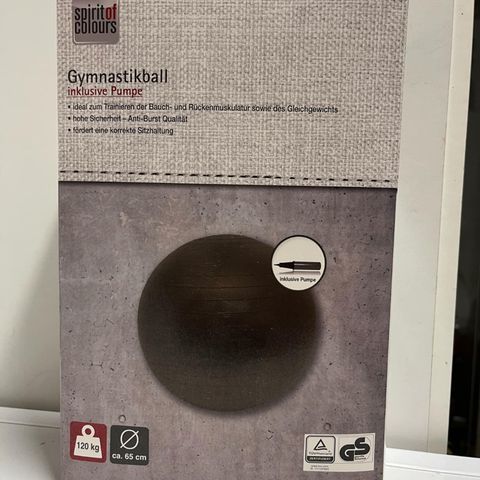 spirit of
colours
Gymnastikball
inklusive Pumpe
• ideal zum Trainieren der Bauch- und Rückenmuskulatur sowie des Gleichgewichts
• hohe Sicherheit – Anti-Burst Qualität
• fördert eine korrekte Sitzhaltung
inklusive Pumpe
120 kg
ca. 65 cm
GS